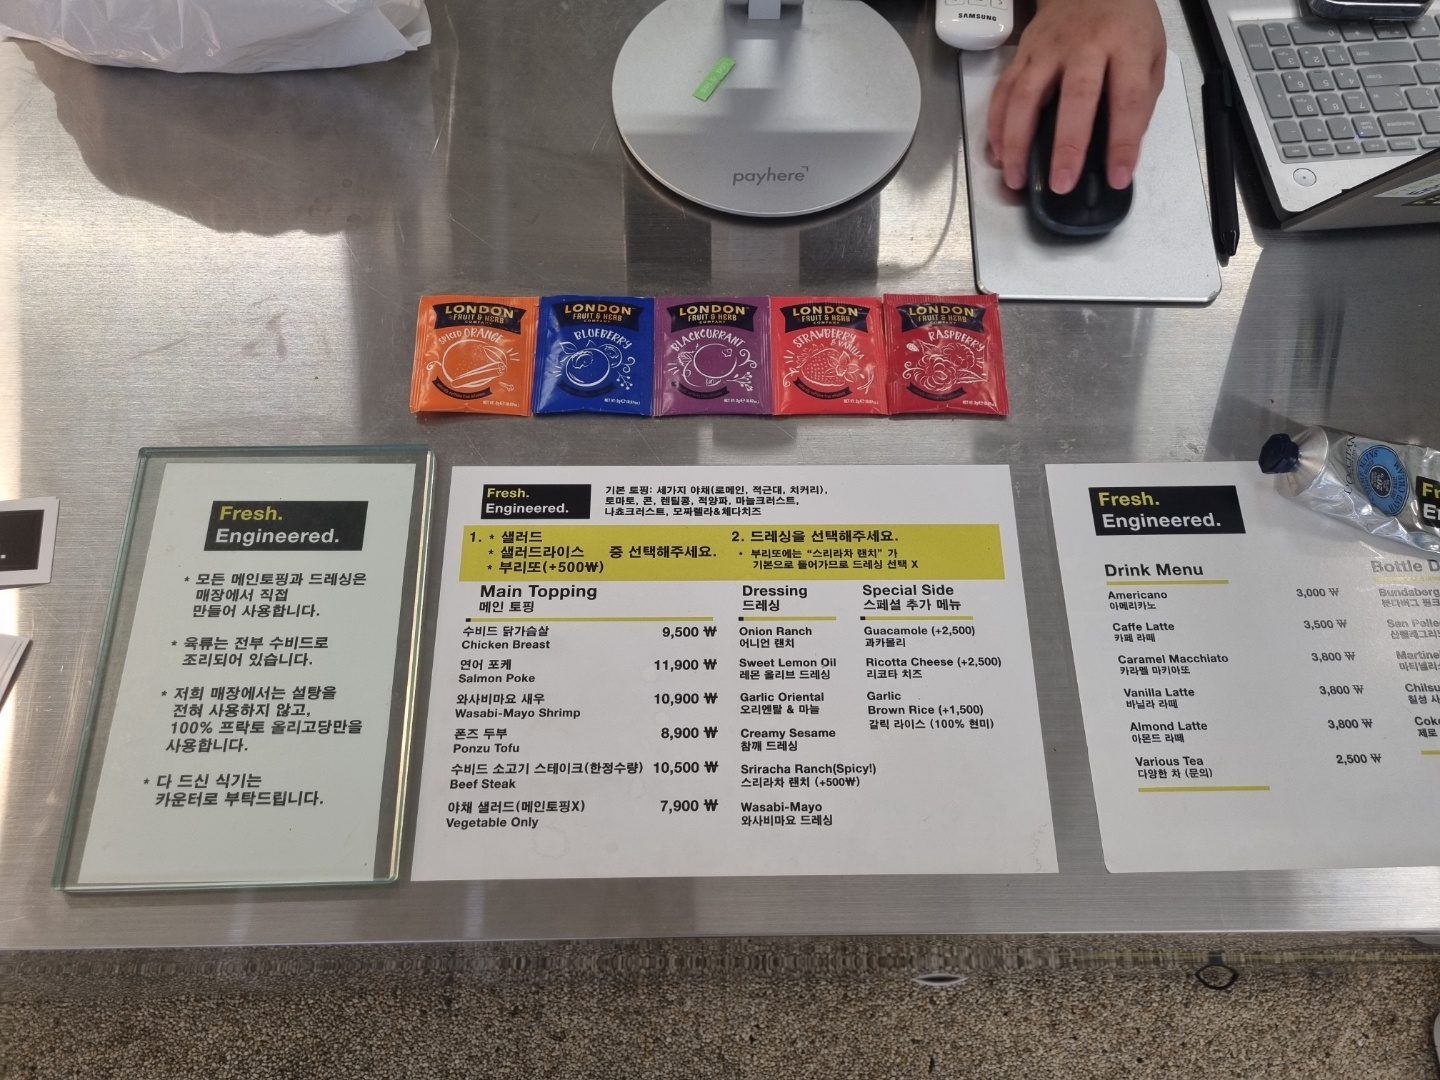 SAMSUNG
payhere
LONDON
FRUIT & HERB
COMPANY
SPICED ORANGE
LONDON
FRUIT & HERB
COMPANY
BLUEBERRY
LONDON
FRUIT & HERB
COMPANY
BLACKCURRANT
LONDON
FRUIT & HERB
COMPANY
STRAWBERRY
& VANILLA
LONDON
FRUIT & HERB
COMPANY
RASPBERRY
Fresh.
Engineered.
* 모든 메인토핑과 드레싱은
매장에서 직접
만들어 사용합니다.
* 육류는 전부 수비드로
조리되어 있습니다.
* 저희 매장에서는 설탕을
전혀 사용하지 않고,
100% 프락토 올리고당만을
사용합니다.
* 다 드신 식기는
카운터로 부탁드립니다.
Fresh.
Engineered.
기본 토핑: 세가지 야채(로메인, 적근대, 치커리),
토마토, 콘, 렌틸콩, 적양파, 마늘크러스트,
나쵸크러스트, 모짜렐라&체다치즈
1. * 샐러드
* 샐러드라이스 중 선택해주세요.
* 부리또(+500₩)
2. 드레싱을 선택해주세요.
• 부리또에는 “스리라차 랜치” 가
기본으로 들어가므로 드레싱 선택 X
Main Topping
메인 토핑
수비드 닭가슴살 9,500 ₩
Chicken Breast
연어 포케 11,900 ₩
Salmon Poke
와사비마요 새우 10,900 ₩
Wasabi-Mayo Shrimp
폰즈 두부 8,900 ₩
Ponzu Tofu
수비드 소고기 스테이크(한정수량) 10,500 ₩
Beef Steak
야채 샐러드(메인토핑X) 7,900 ₩
Vegetable Only
Dressing
드레싱
Onion Ranch
어니언 랜치
Sweet Lemon Oil
레몬 올리브 드레싱
Garlic Oriental
오리엔탈 & 마늘
Creamy Sesame
참깨 드레싱
Sriracha Ranch(Spicy!)
스리라차 랜치 (+500₩)
Wasabi-Mayo
와사비마요 드레싱
Special Side
스페셜 추가 메뉴
Guacamole (+2,500)
과카몰리
Ricotta Cheese (+2,500)
리코타 치즈
Garlic
Brown Rice (+1,500)
갈릭 라이스 (100% 현미)
Fresh.
Engineered.
Drink Menu
Americano 3,000 ₩
아메리카노
Caffe Latte 3,500 ₩
카페 라떼
Caramel Macchiato 3,800 ₩
카라멜 마키아또
Vanilla Latte 3,800 ₩
바닐라 라떼
Almond Latte 3,800 ₩
아몬드 라떼
Various Tea 2,500 ₩
다양한 차 (문의)
Bottle